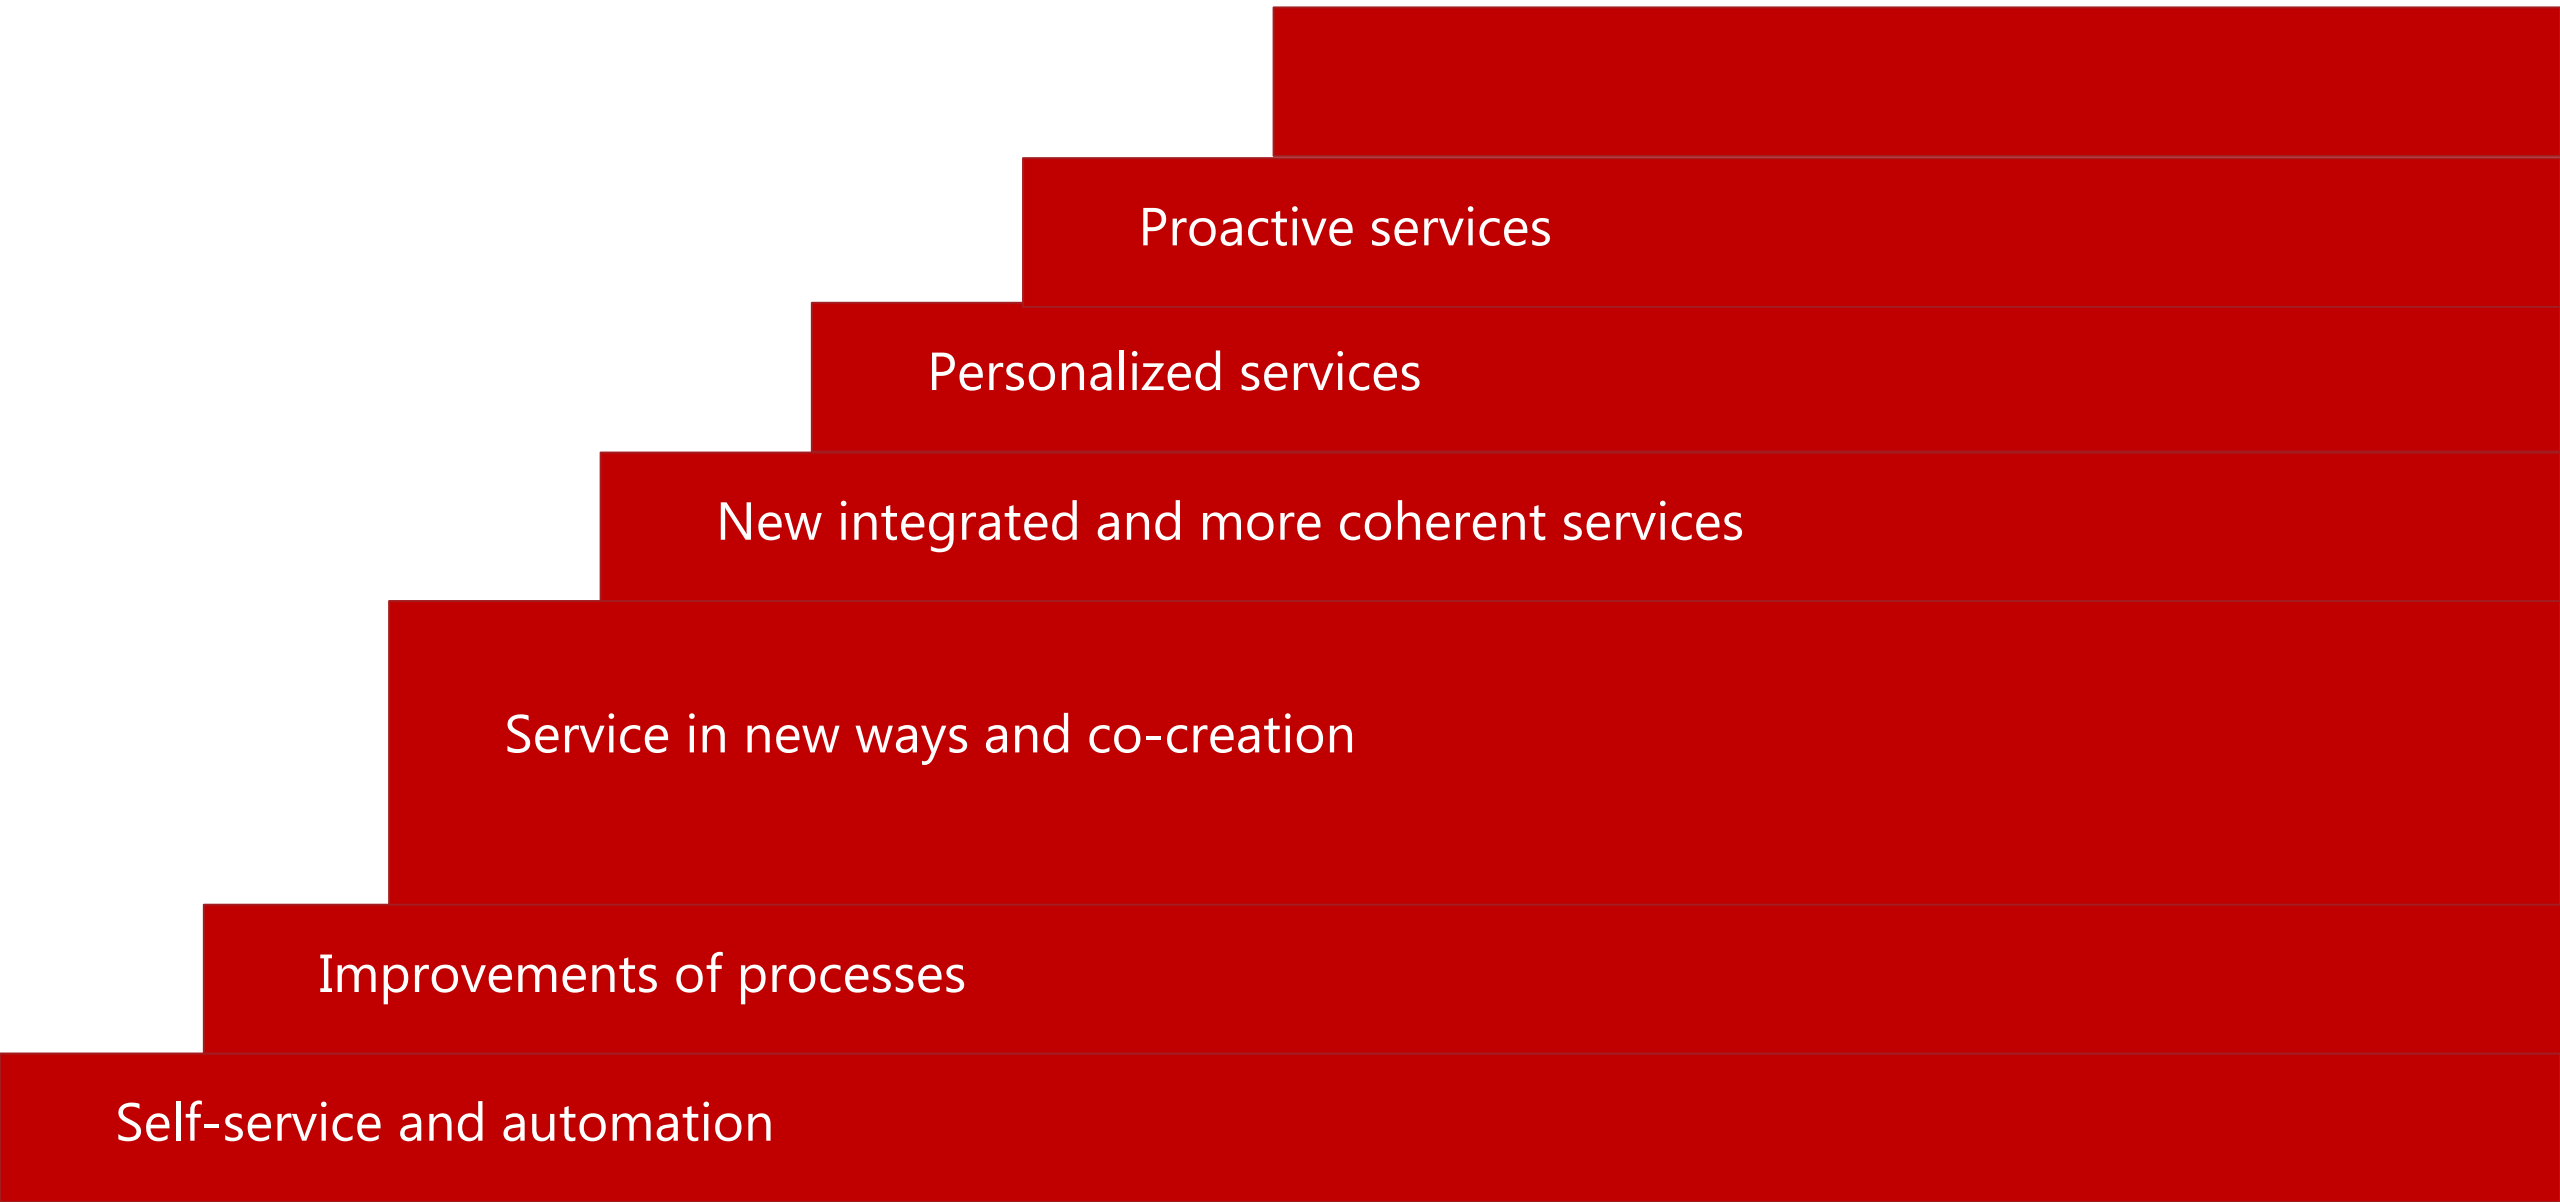 Proactive services
Personalized services
New integrated and more coherent services
Service in new ways and co-creation
Improvements of processes
Self-service and automation